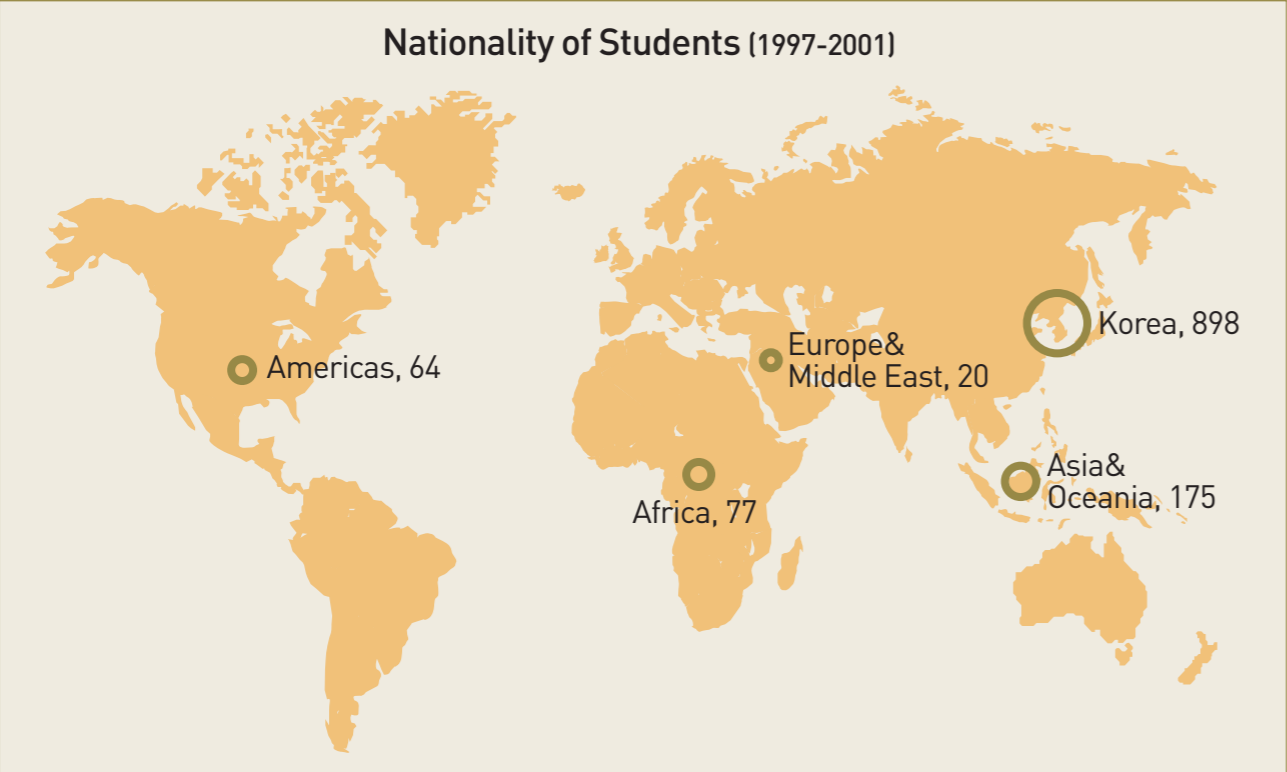 Nationality of Students (1997-2001)
Korea, 898
Europe&
Middle East, 20
Americas, 64
Asia&
Oceania, 175
Africa, 77